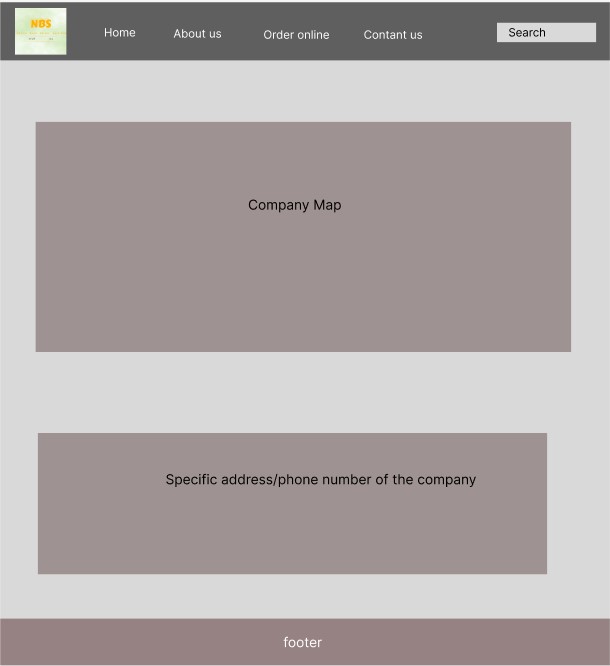 NBS
Home
About us
Order online
Contant us
Search
Company Map
Specific address/phone number of the company
footer